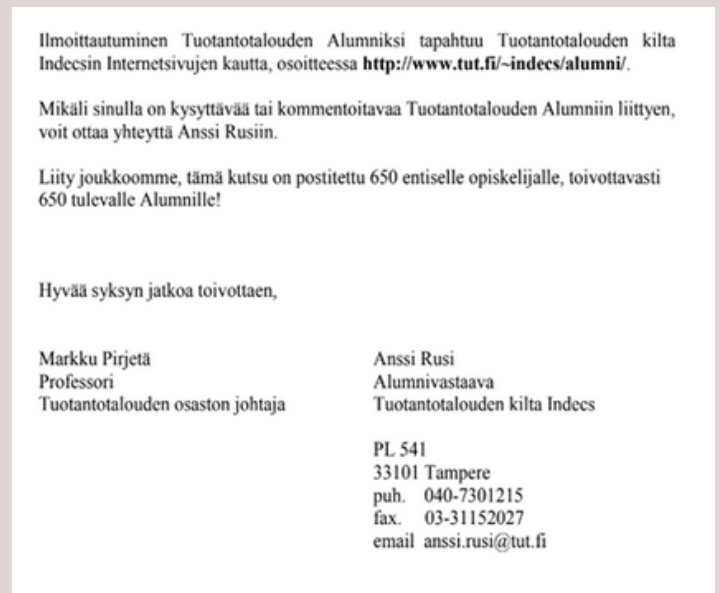 Ilmoittautuminen Tuotantotalouden Alumniksi tapahtuu Tuotantotalouden kilta
Indecsin Internetsivujen kautta, osoitteessa http://www.tut.fi/~indecs/alumni/.
Mikäli sinulla on kysyttävää tai kommentoitavaa Tuotantotalouden Alumniin liittyen,
voit ottaa yhteyttä Anssi Rusiin.
Liity joukkoomme, tämä kutsu on postitettu 650 entiselle opiskelijalle, toivottavasti
650 tulevalle Alumnille!
Hyvää syksyn jatkoa toivottaen,
Markku Pirjetä
Professori
Tuotantotalouden osaston johtaja
Anssi Rusi
Alumnivastaava
Tuotantotalouden kilta Indecs
PL 541
33101 Tampere
puh. 040-7301215
fax. 03-31152027
email anssi.rusi@tut.fi